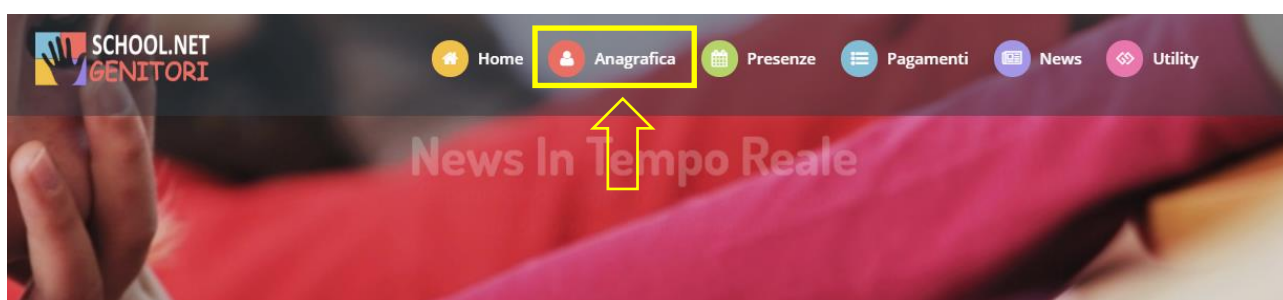 SCHOOL.NET
GENITORI
Home Anagrafica Presenze Pagamenti News Utility
News In Tempo Reale